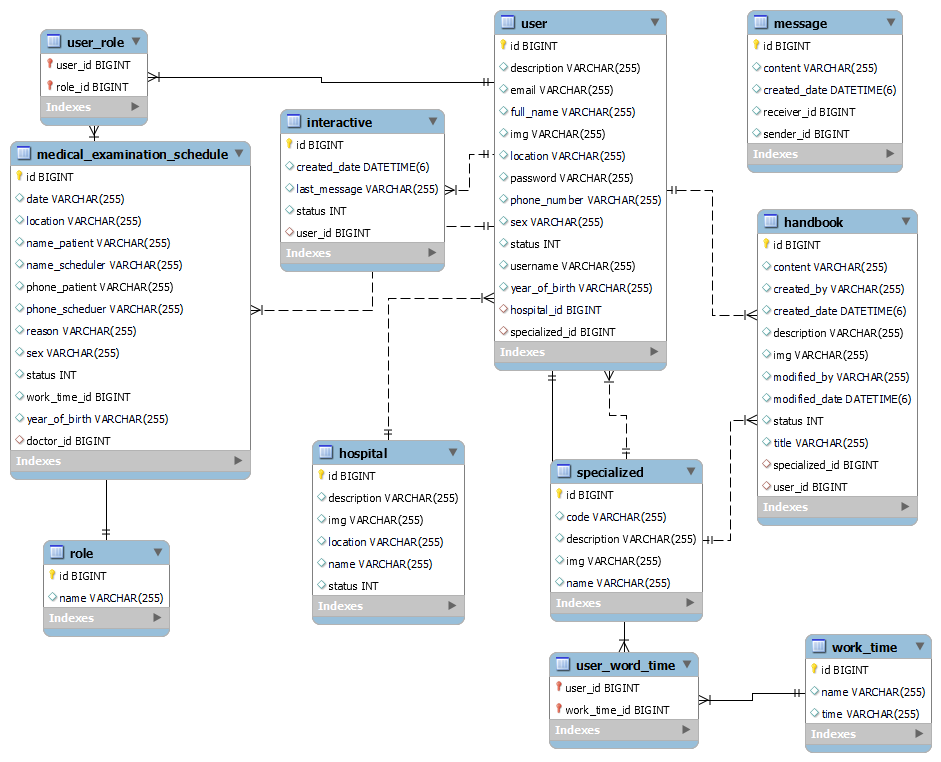 user_role
user_id BIGINT
role_id BIGINT
Indexes
medical_examination_schedule
id BIGINT
date VARCHAR(255)
location VARCHAR(255)
name_patient VARCHAR(255)
name_scheduler VARCHAR(255)
phone_patient VARCHAR(255)
phone_scheduer VARCHAR(255)
reason VARCHAR(255)
sex VARCHAR(255)
status INT
work_time_id BIGINT
year_of_birth VARCHAR(255)
doctor_id BIGINT
Indexes
role
id BIGINT
name VARCHAR(255)
Indexes
interactive
id BIGINT
created_date DATETIME(6)
last_message VARCHAR(255)
status INT
user_id BIGINT
Indexes
hospital
id BIGINT
description VARCHAR(255)
img VARCHAR(255)
location VARCHAR(255)
name VARCHAR(255)
status INT
Indexes
user
id BIGINT
description VARCHAR(255)
email VARCHAR(255)
full_name VARCHAR(255)
img VARCHAR(255)
location VARCHAR(255)
password VARCHAR(255)
phone_number VARCHAR(255)
sex VARCHAR(255)
status INT
username VARCHAR(255)
year_of_birth VARCHAR(255)
hospital_id BIGINT
specialized_id BIGINT
Indexes
specialized
id BIGINT
code VARCHAR(255)
description VARCHAR(255)
img VARCHAR(255)
name VARCHAR(255)
Indexes
user_word_time
user_id BIGINT
work_time_id BIGINT
Indexes
message
id BIGINT
content VARCHAR(255)
created_date DATETIME(6)
receiver_id BIGINT
sender_id BIGINT
Indexes
handbook
id BIGINT
content VARCHAR(255)
created_by VARCHAR(255)
created_date DATETIME(6)
description VARCHAR(255)
img VARCHAR(255)
modified_by VARCHAR(255)
modified_date DATETIME(6)
status INT
title VARCHAR(255)
specialized_id BIGINT
user_id BIGINT
Indexes
work_time
id BIGINT
name VARCHAR(255)
time VARCHAR(255)
Indexes